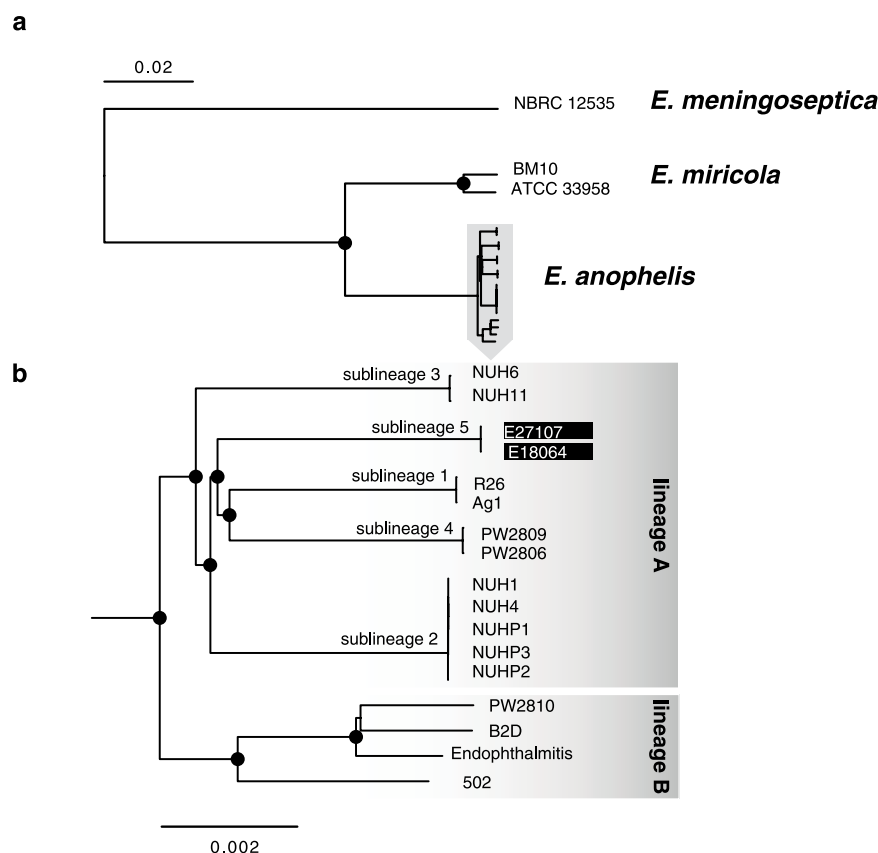 a
0.02
NBRC 12535 E. meningoseptica
BM10
E. miricola
ATCC 33958
E. anophelis
b
sublineage 3
NUH6
NUH11
sublineage 5
E27107
E18064
sublineage 1
R26
Ag1
sublineage 4
PW2809
PW2806
NUH1
NUH4
NUHP1
sublineage 2
NUHP3
NUHP2
lineage A
PW2810
B2D
Endophthalmitis
502
lineage B
0.002